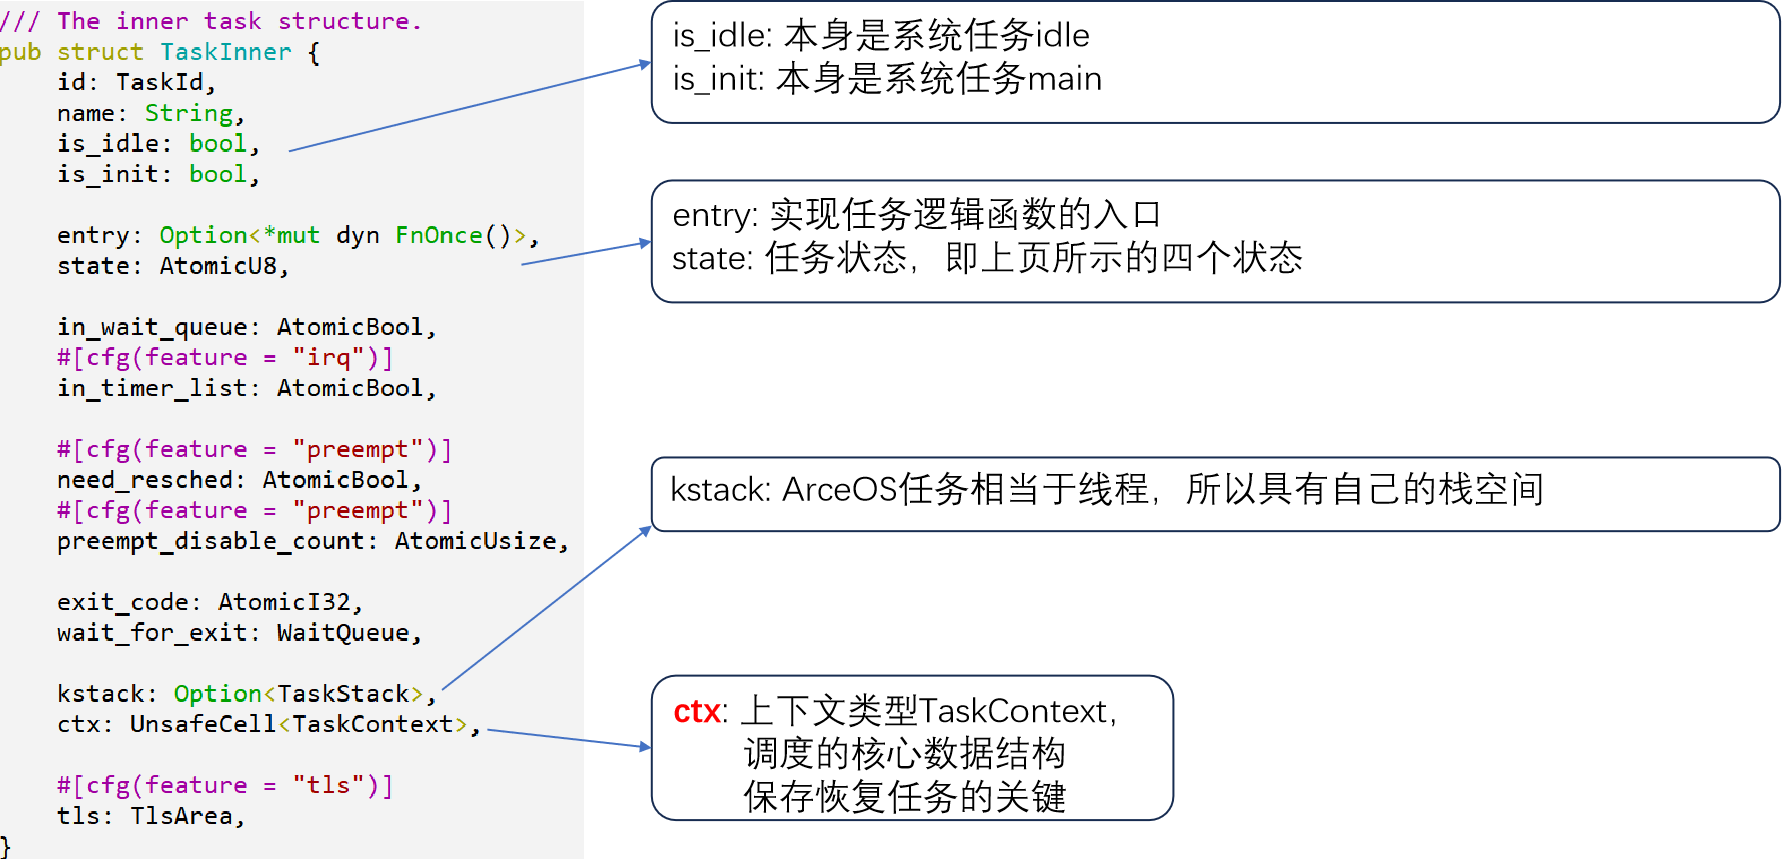 /// The inner task structure.
pub struct TaskInner {
    id: TaskId,
    name: String,
    is_idle: bool,
    is_init: bool,

    entry: Option<*mut dyn FnOnce()>,
    state: AtomicU8,

    in_wait_queue: AtomicBool,
    #[cfg(feature = "irq")]
    in_timer_list: AtomicBool,

    #[cfg(feature = "preempt")]
    need_resched: AtomicBool,
    #[cfg(feature = "preempt")]
    preempt_disable_count: AtomicUsize,

    exit_code: AtomicI32,
    wait_for_exit: WaitQueue,

    kstack: Option<TaskStack>,
    ctx: UnsafeCell<TaskContext>,

    #[cfg(feature = "tls")]
    tls: TlsArea,
}
is_idle: 本身是系统任务idle
is_init: 本身是系统任务main
entry: 实现任务逻辑函数的入口
state: 任务状态，即上页所示的四个状态
kstack: ArceOS任务相当于线程，所以具有自己的栈空间
ctx: 上下文类型TaskContext，
调度的核心数据结构
保存恢复任务的关键